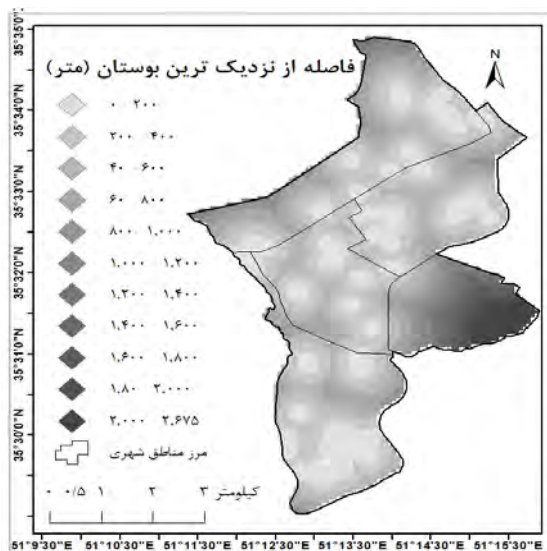 فاصله از نزدیک ترین بوستان (متر)
N
۰ ۲۰۰
۲۰۰ ۴۰۰
۴۰ ۶۰۰
۶۰ ۸۰۰
۸۰۰ ۱.۰۰۰
۱.۰۰۰ ۱.۲۰۰
۱.۲۰۰ ۱.۴۰۰
۱.۴۰۰ ۱.۶۰۰
۱.۶۰۰ ۱.۸۰۰
۱.۸۰ ۲.۰۰۰
۲.۰۰۰ ۲.۶۷۵
مرز مناطق شهری
۰ ۰/۵ ۱ ۲ ۳ کیلومتر
35°35'0"N
35°34'0"N
35°33'0"N
35°32'0"N
35°31'0"N
35°30'0"N
51°9'30"E 51°10'30"E 51°11'30"E 51°12'30"E 51°13'30"E 51°14'30"E 51°15'30"E